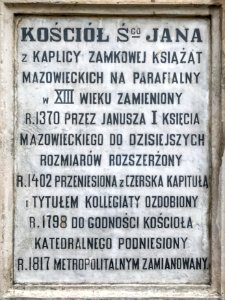 KOŚCIÓŁ ŚGO JANA
Z KAPLICY ZAMKOWEJ KSIĄŻĄT
MAZOWIECKICH NA PARAFIALNY
W XIII WIEKU ZAMIENIONY
R.1370 PRZEZ JANUSZA I KSIĘCIA
MAZOWIECKIEGO DO DZISIEJSZYCH
ROZMIARÓW ROZSZERZONY
R.1402 PRZENIESIONA Z CZERSKA KAPITUŁĄ
I TYTUŁEM KOLLEGIATY OZDOBIONY
R.1798 DO GODNOŚCI KOŚCIOŁA
KATEDRALNEGO PODNIESIONY
R.1817 METROPOLITALNYM ZAMIANOWANY.